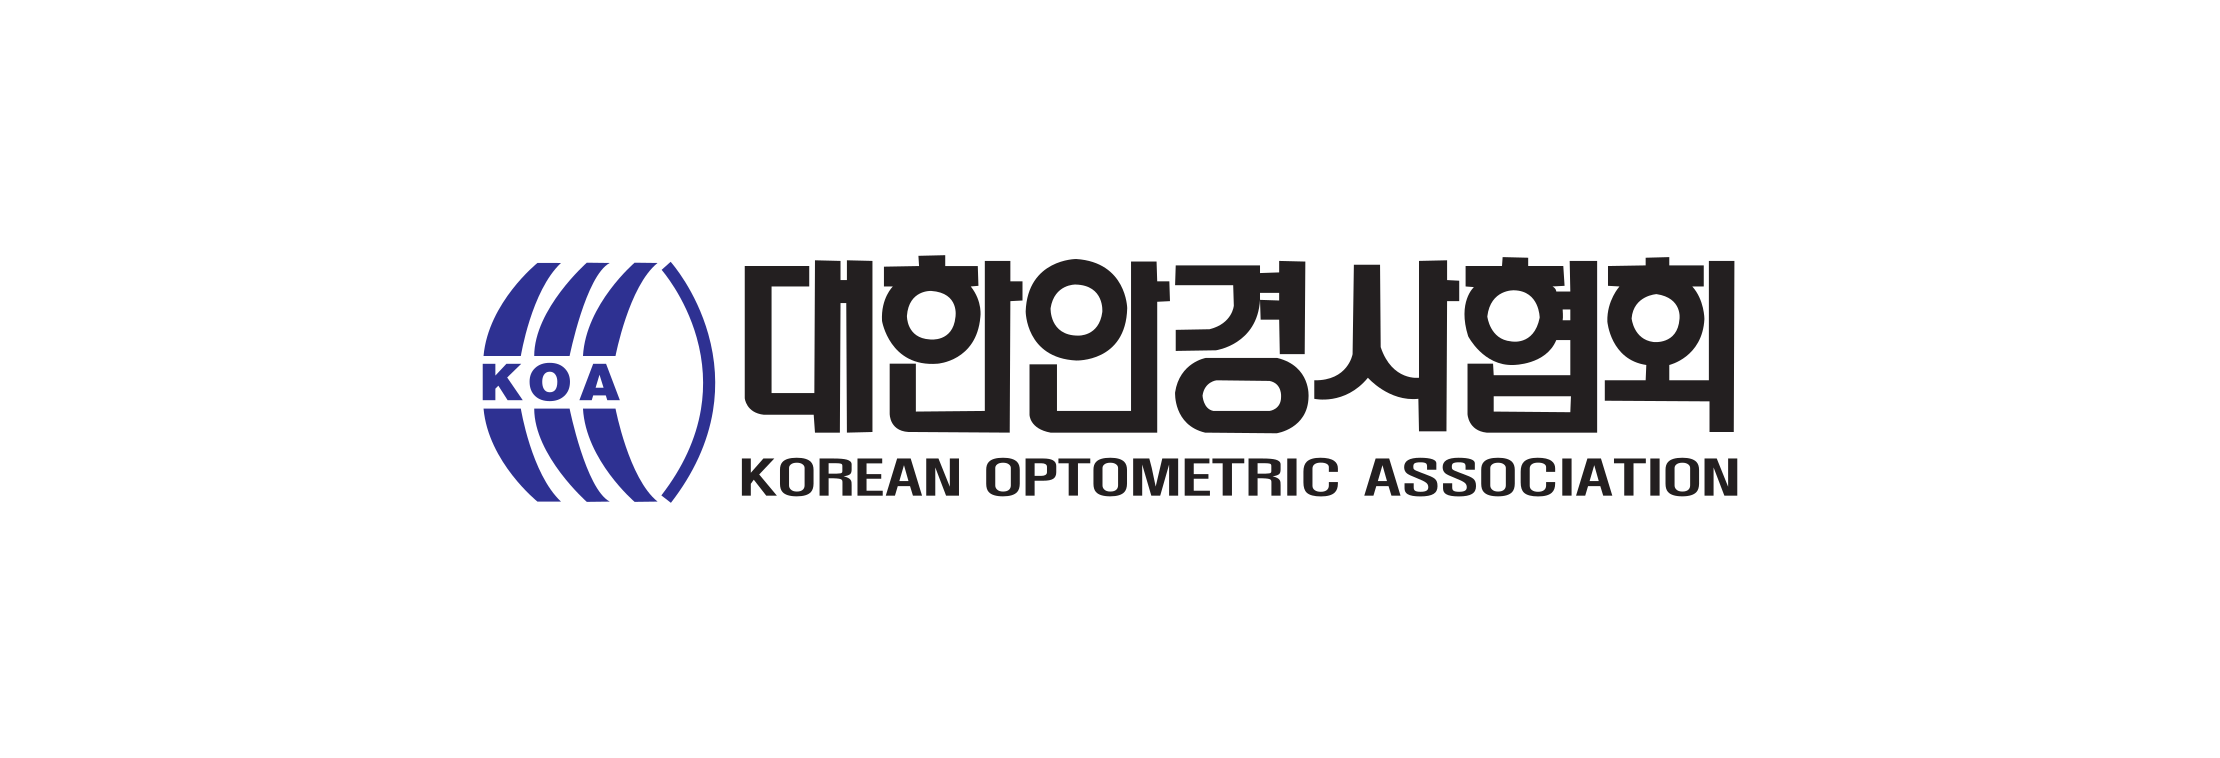 KOA
대한안경사협회
KOREAN OPTOMETRIC ASSOCIATION